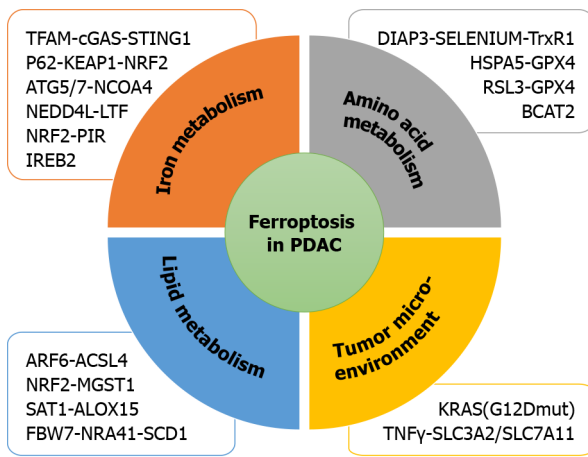 TFAM-cGAS-STING1
P62-KEAP1-NRF2
ATG5/7-NCOA4
NEDD4L-LTF
NRF2-PIR
IREB2
DIAP3-SELENIUM-TrxR1
HSPA5-GPX4
RSL3-GPX4
BCAT2
Iron metabolism
Amino acid
metabolism
Ferroptosis
in PDAC
Lipid metabolism
Tumor micro-
environment
ARF6-ACSL4
NRF2-MGST1
SAT1-ALOX15
FBW7-NRA41-SCD1
KRAS(G12Dmut)
TNFγ-SLC3A2/SLC7A11